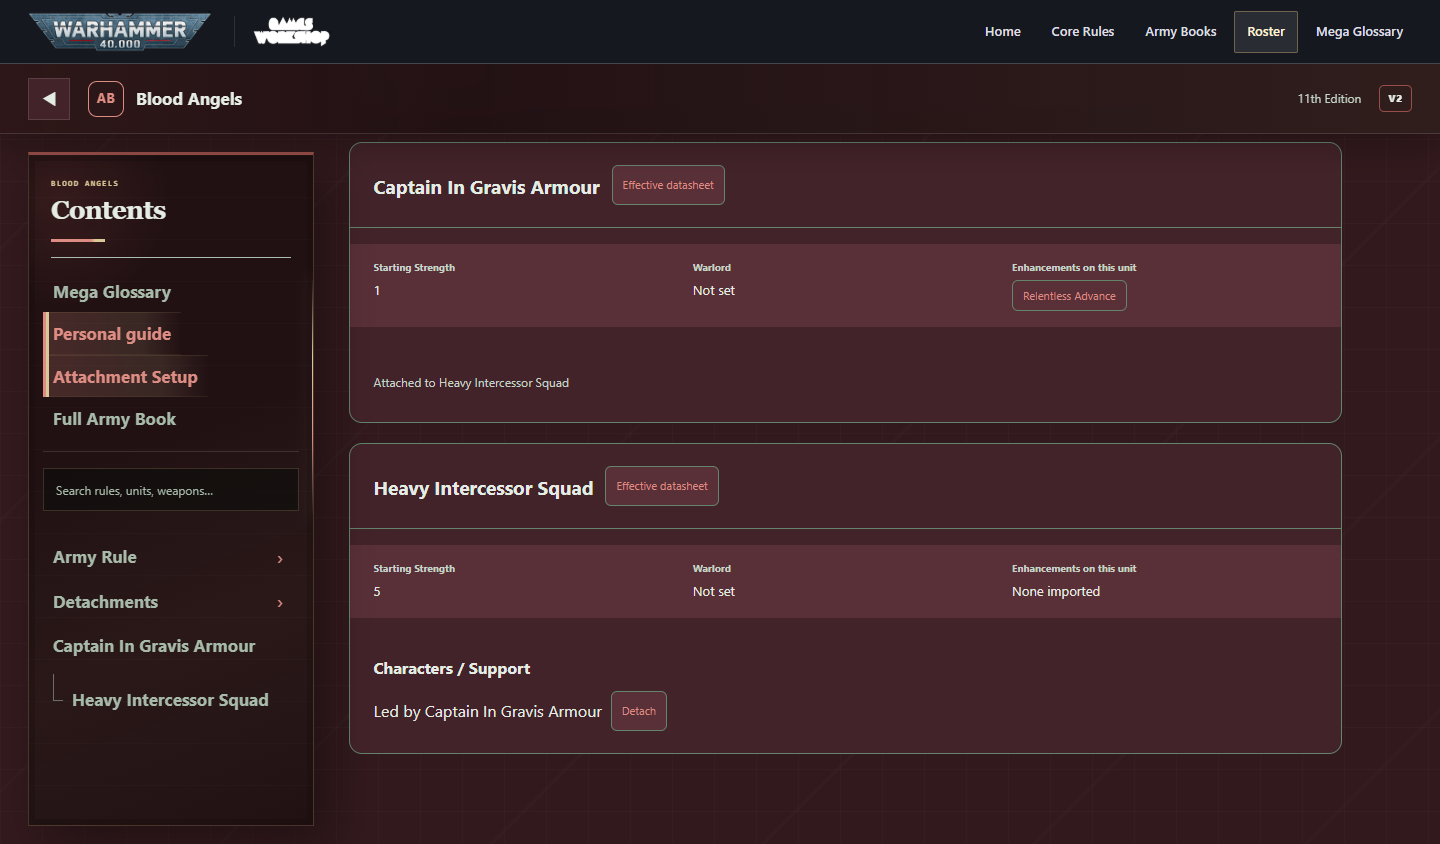 WARHAMMER
40,000
GAMES
WORKSHOP
Home
Core Rules
Army Books
Roster
Mega Glossary
◀
AB
Blood Angels
11th Edition
V2
BLOOD ANGELS
Contents
Mega Glossary
Personal guide
Attachment Setup
Full Army Book
Search rules, units, weapons...
Army Rule ›
Detachments ›
Captain In Gravis Armour
Heavy Intercessor Squad
Captain In Gravis Armour
Effective datasheet
Starting Strength
1
Warlord
Not set
Enhancements on this unit
Relentless Advance
Attached to Heavy Intercessor Squad
Heavy Intercessor Squad
Effective datasheet
Starting Strength
5
Warlord
Not set
Enhancements on this unit
None imported
Characters / Support
Led by Captain In Gravis Armour
Detach